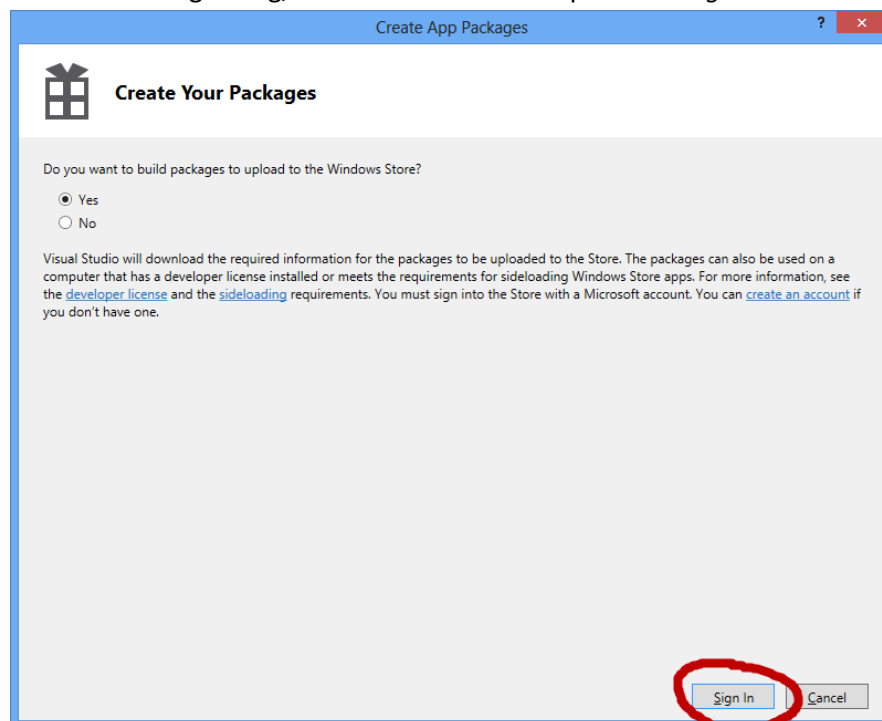 Create App Packages
?
Create Your Packages
Do you want to build packages to upload to the Windows Store?
Yes
No
Visual Studio will download the required information for the packages to be uploaded to the Store. The packages can also be used on a
computer that has a developer license installed or meets the requirements for sideloading Windows Store apps. For more information, see
the developer license and the sideloading requirements. You must sign into the Store with a Microsoft account. You can create an account if
you don't have one.
Sign In
Cancel